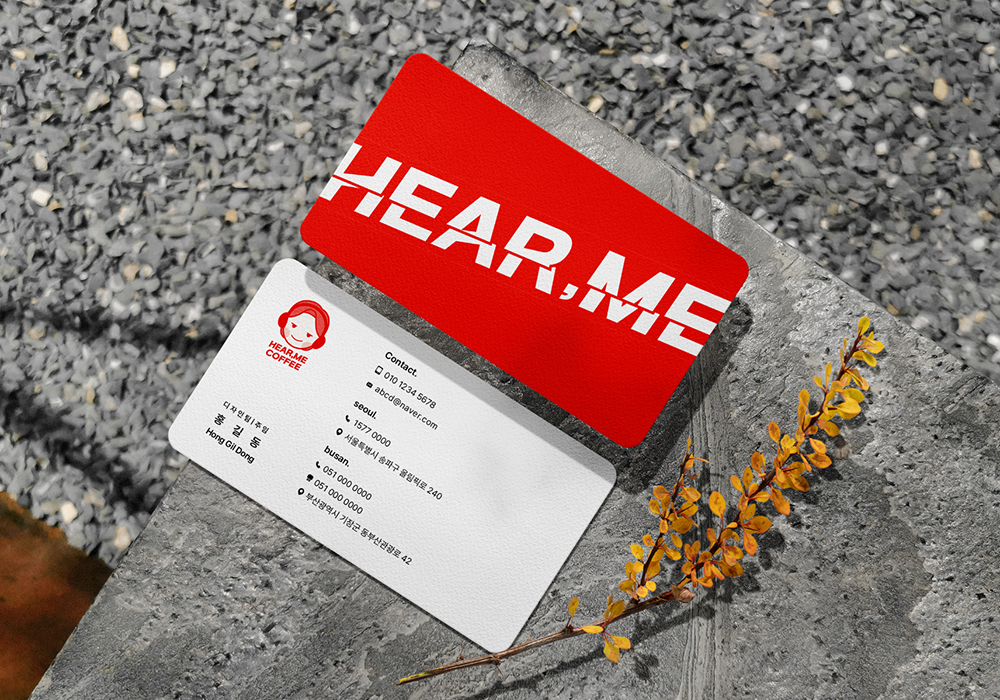 HEAR,ME
HEAR.ME
COFFEE
디자인팀 | 주임
홍 길 동
Hong Gil Dong
Contact.
010 1234 5678
abcd@naver.com
seoul.
1577 0000
서울특별시 송파구 올림픽로 240
busan.
051 000 0000
051 000 0000
부산광역시 기장군 동부산관광로 42